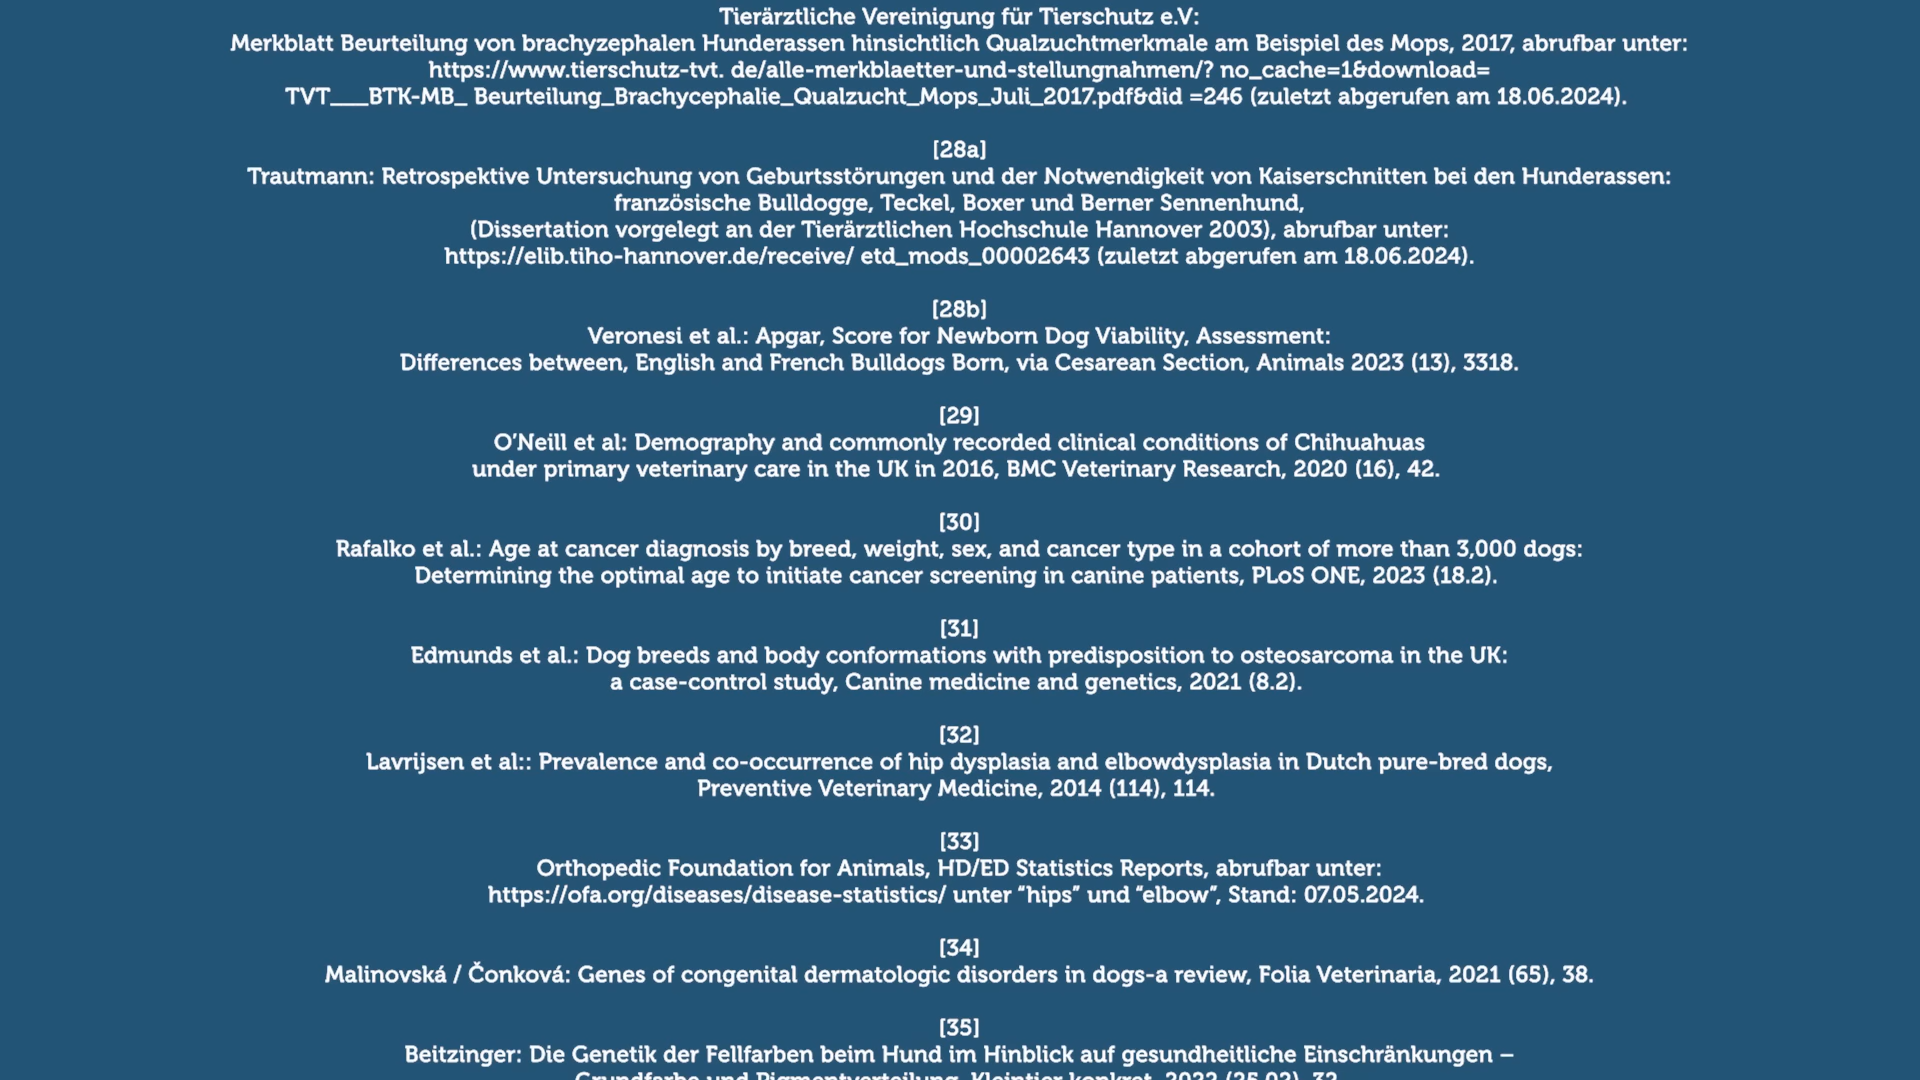 Tierärztliche Vereinigung für Tierschutz e.V:
Merkblatt Beurteilung von brachyzephalen Hunderassen hinsichtlich Qualzuchtmerkmale am Beispiel des Mops, 2017, abrufbar unter:
https://www.tierschutz-tvt. de/alle-merkblaetter-und-stellungnahmen/? no_cache=1&download=
TVT___BTK-MB_ Beurteilung_Brachycephalie_Qualzucht_Mops_Juli_2017.pdf&did =246 (zuletzt abgerufen am 18.06.2024).
[28a]
Trautmann: Retrospektive Untersuchung von Geburtsstörungen und der Notwendigkeit von Kaiserschnitten bei den Hunderassen:
französische Bulldogge, Teckel, Boxer und Berner Sennenhund,
(Dissertation vorgelegt an der Tierärztlichen Hochschule Hannover 2003), abrufbar unter:
https://elib.tiho-hannover.de/receive/ etd_mods_00002643 (zuletzt abgerufen am 18.06.2024).
[28b]
Veronesi et al.: Apgar, Score for Newborn Dog Viability, Assessment:
Differences between, English and French Bulldogs Born, via Cesarean Section, Animals 2023 (13), 3318.
[29]
O'Neill et al: Demography and commonly recorded clinical conditions of Chihuahuas
under primary veterinary care in the UK in 2016, BMC Veterinary Research, 2020 (16), 42.
[30]
Rafalko et al.: Age at cancer diagnosis by breed, weight, sex, and cancer type in a cohort of more than 3,000 dogs:
Determining the optimal age to initiate cancer screening in canine patients, PLoS ONE, 2023 (18.2).
[31]
Edmunds et al.: Dog breeds and body conformations with predisposition to osteosarcoma in the UK:
a case-control study, Canine medicine and genetics, 2021 (8.2).
[32]
Lavrijsen et al:: Prevalence and co-occurrence of hip dysplasia and elbowdysplasia in Dutch pure-bred dogs,
Preventive Veterinary Medicine, 2014 (114), 114.
[33]
Orthopedic Foundation for Animals, HD/ED Statistics Reports, abrufbar unter:
https://ofa.org/diseases/disease-statistics/ unter “hips” und “elbow”, Stand: 07.05.2024.
[34]
Malinovská / Čonková: Genes of congenital dermatologic disorders in dogs-a review, Folia Veterinaria, 2021 (65), 38.
[35]
Beitzinger: Die Genetik der Fellfarben beim Hund im Hinblick auf gesundheitliche Einschränkungen –
Grundfarbe und Pigmentverteilung, Kleintier konkret, 2022 (25.02), 32